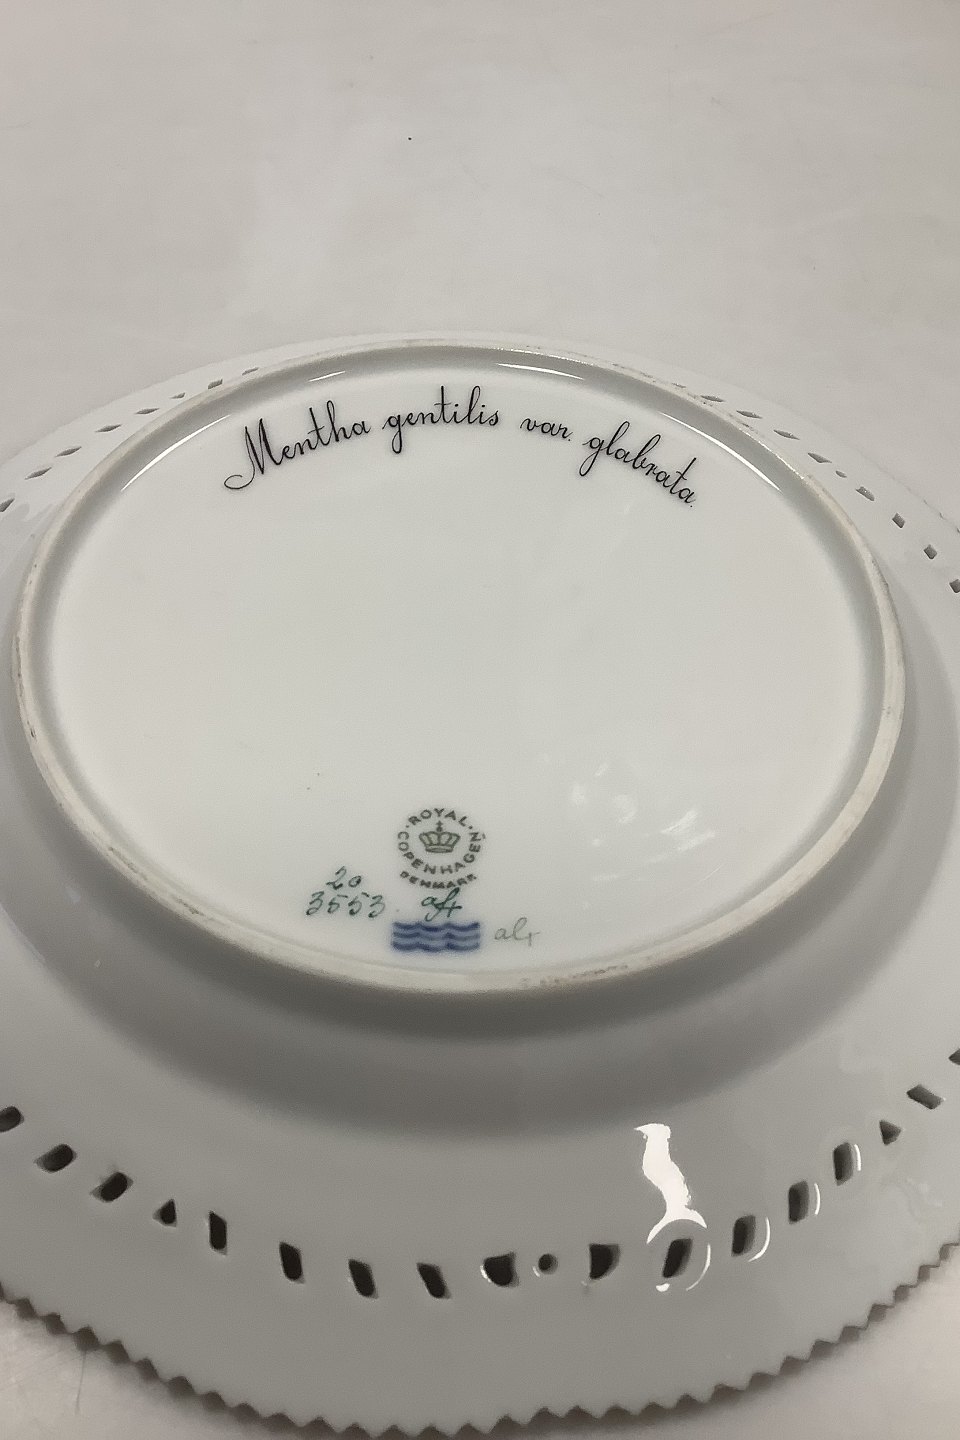 Mentha gentilis var. glabrata.
ROYAL
COPENHAGEN
DENMARK
20
3553.